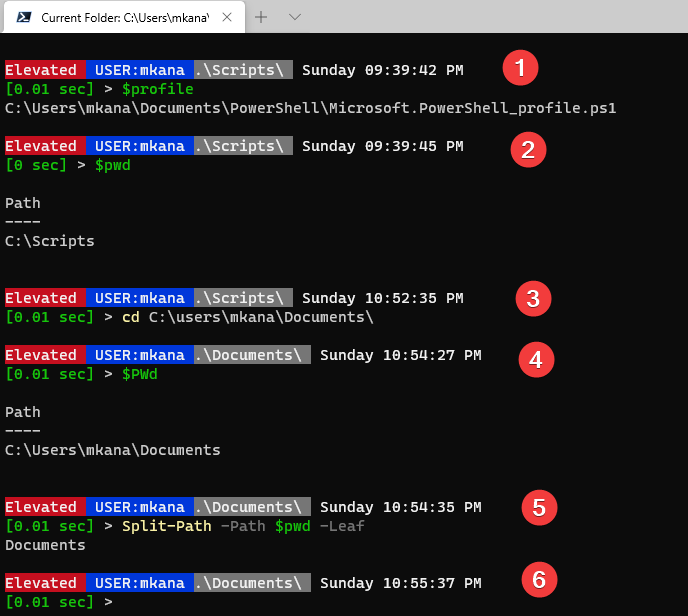 Current Folder: C:\Users\mkana\
Elevated USER:mkana .\Scripts\ Sunday 09:39:42 PM 1
[0.01 sec] > $profile
C:\Users\mkana\Documents\PowerShell\Microsoft.PowerShell_profile.ps1
Elevated USER:mkana .\Scripts\ Sunday 09:39:45 PM 2
[0 sec] > $pwd
Path
----
C:\Scripts
Elevated USER:mkana .\Scripts\ Sunday 10:52:35 PM 3
[0.01 sec] > cd C:\users\mkana\Documents\
Elevated USER:mkana .\Documents\ Sunday 10:54:27 PM 4
[0.01 sec] > $PWd
Path
----
C:\Users\mkana\Documents
Elevated USER:mkana .\Documents\ Sunday 10:54:35 PM 5
[0.01 sec] > Split-Path -Path $pwd -Leaf
Documents
Elevated USER:mkana .\Documents\ Sunday 10:55:37 PM 6
[0.01 sec] >